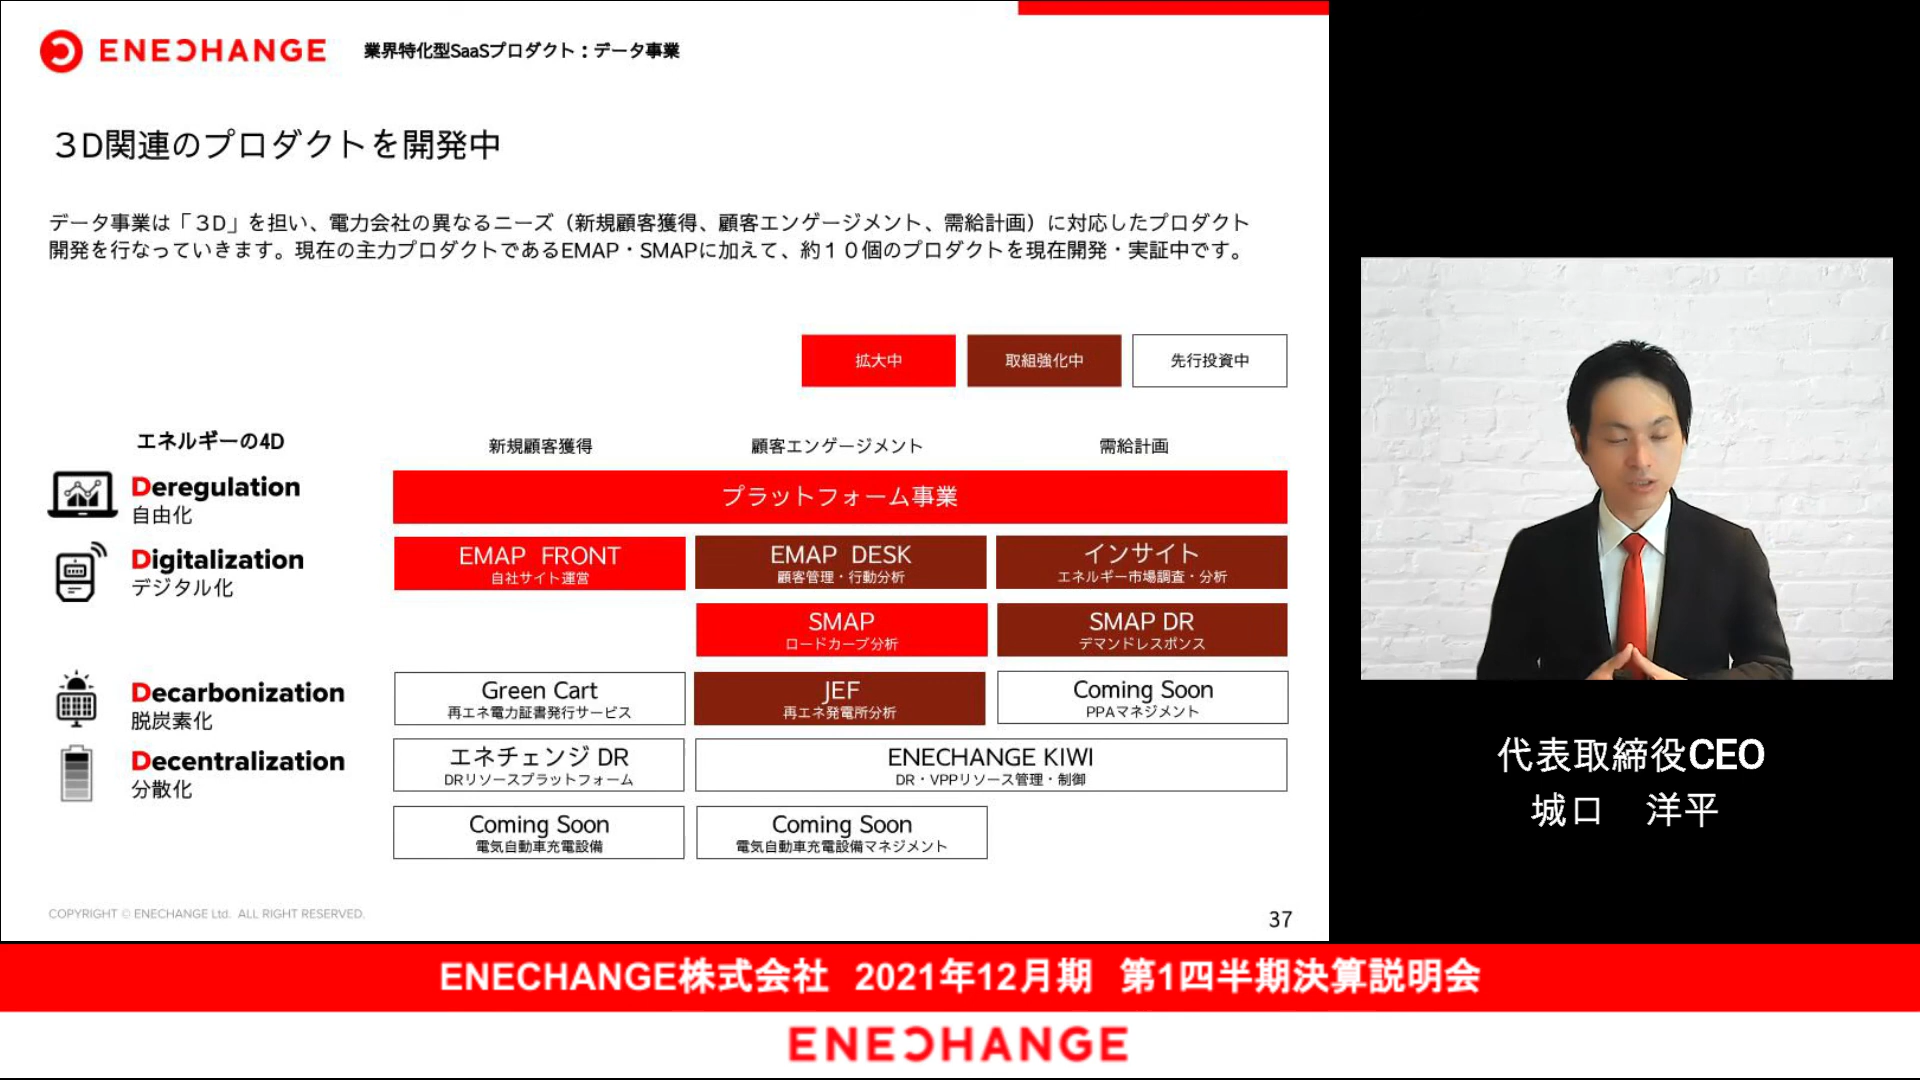 ENECHANGE
業界特化型SaaSプロダクト：データ事業
３D関連のプロダクトを開発中
データ事業は「３D」を担い、電力会社の異なるニーズ（新規顧客獲得、顧客エンゲージメント、需給計画）に対応したプロダクト
開発を行なっていきます。現在の主力プロダクトであるEMAP・SMAPに加えて、約１０個のプロダクトを現在開発・実証中です。
拡大中
取組強化中
先行投資中
エネルギーの4D
新規顧客獲得
顧客エンゲージメント
需給計画
Deregulation
自由化
プラットフォーム事業
Digitalization
デジタル化
EMAP FRONT
自社サイト運営
EMAP DESK
顧客管理・行動分析
インサイト
エネルギー市場調査・分析
SMAP
ロードカーブ分析
SMAP DR
デマンドレスポンス
Decarbonization
脱炭素化
Green Cart
再エネ電力証書発行サービス
JEF
再エネ発電所分析
Coming Soon
PPAマネジメント
Decentralization
分散化
エネチェンジ DR
DRリソースプラットフォーム
ENECHANGE KIWI
DR・VPPリソース管理・制御
Coming Soon
電気自動車充電設備
Coming Soon
電気自動車充電設備マネジメント
COPYRIGHT © ENECHANGE Ltd. ALL RIGHT RESERVED.
37
代表取締役CEO
城口　洋平
ENECHANGE株式会社 2021年12月期 第1四半期決算説明会
ENECHANGE